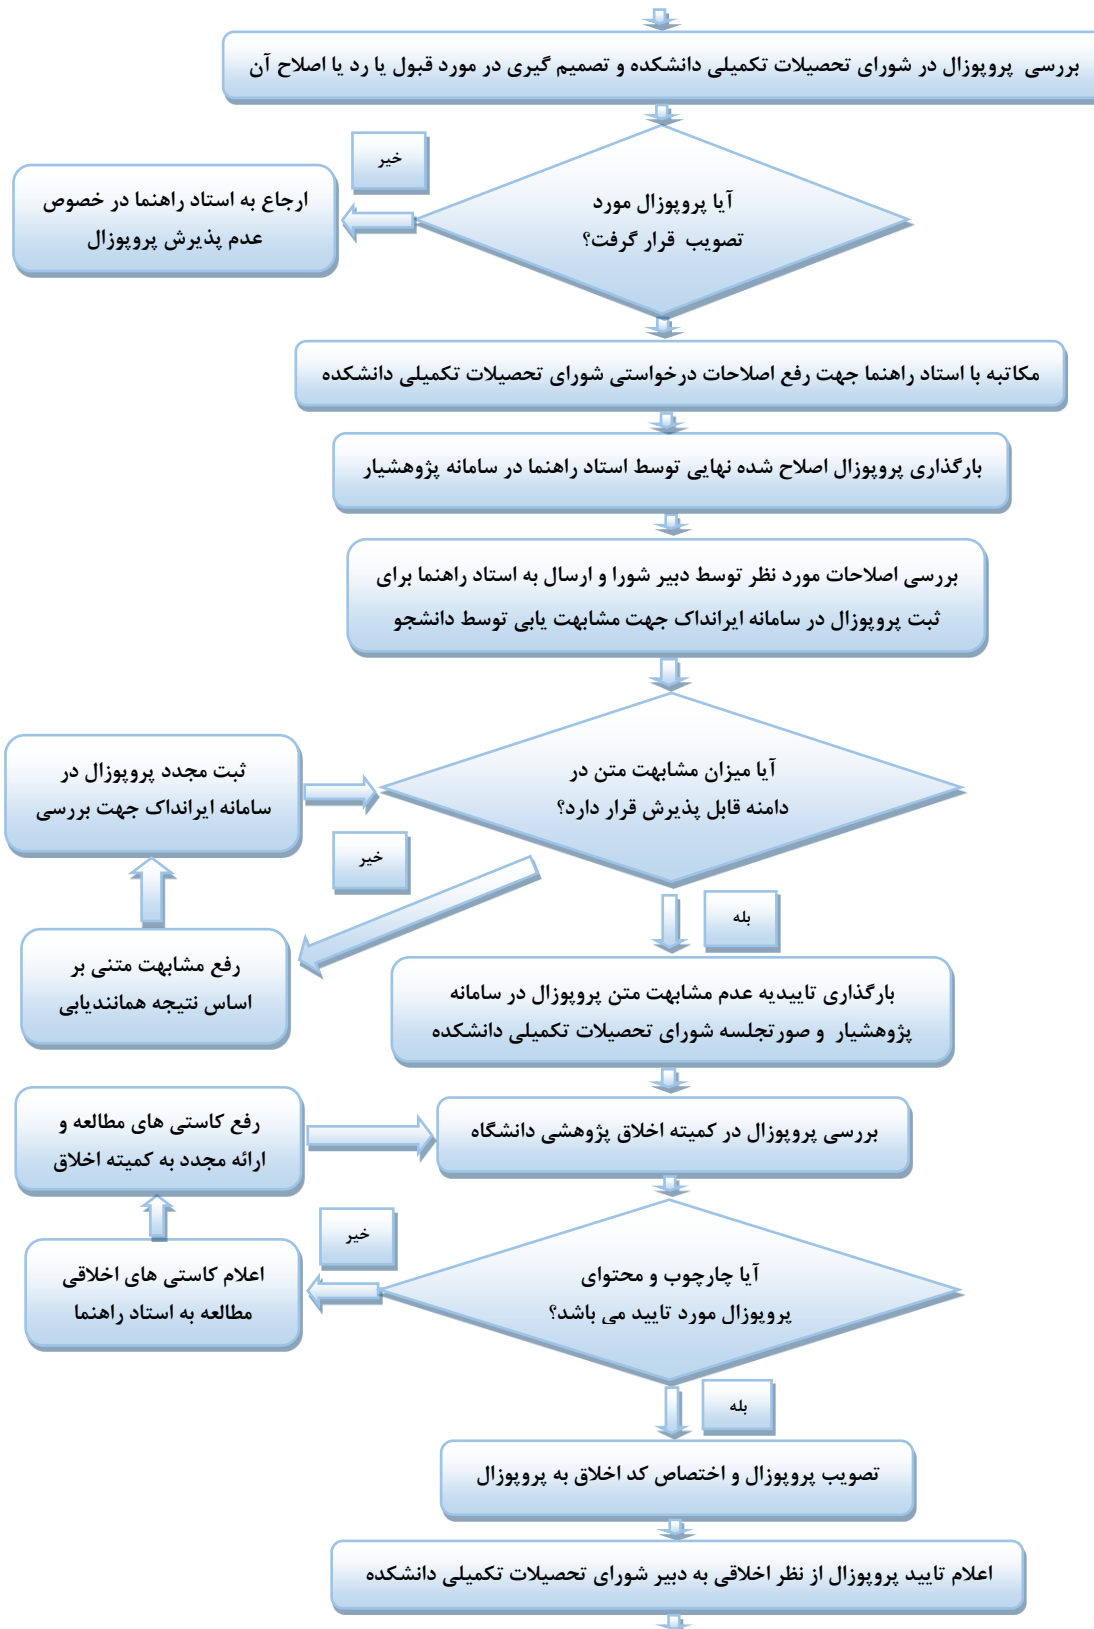 بررسی پروپوزال در شورای تحصیلات تکمیلی دانشکده و تصمیم گیری در مورد قبول یا رد یا اصلاح آن
خیر
آیا پروپوزال مورد
تصویب قرار گرفت؟
ارجاع به استاد راهنما در خصوص
عدم پذیرش پروپوزال
مکاتبه با استاد راهنما جهت رفع اصلاحات درخواستی شورای تحصیلات تکمیلی دانشکده
بارگذاری پروپوزال اصلاح شده نهایی توسط استاد راهنما در سامانه پژوهشیار
بررسی اصلاحات مورد نظر توسط دبیر شورا و ارسال به استاد راهنما برای
ثبت پروپوزال در سامانه ایرانداک جهت مشابهت یابی توسط دانشجو
آیا میزان مشابهت متن در
دامنه قابل پذیرش قرار دارد؟
ثبت مجدد پروپوزال در
سامانه ایرانداک جهت بررسی
خیر
بله
رفع مشابهت متنی بر
اساس نتیجه همانندیابی
بارگذاری تاییدیه عدم مشابهت متن پروپوزال در سامانه
پژوهشیار و صورتجلسه شورای تحصیلات تکمیلی دانشکده
رفع کاستی های مطالعه و
ارائه مجدد به کمیته اخلاق
بررسی پروپوزال در کمیته اخلاق پژوهشی دانشگاه
خیر
آیا چارچوب و محتوای
پروپوزال مورد تایید می باشد؟
اعلام کاستی های اخلاقی
مطالعه به استاد راهنما
بله
تصویب پروپوزال و اختصاص کد اخلاق به پروپوزال
اعلام تایید پروپوزال از نظر اخلاقی به دبیر شورای تحصیلات تکمیلی دانشکده